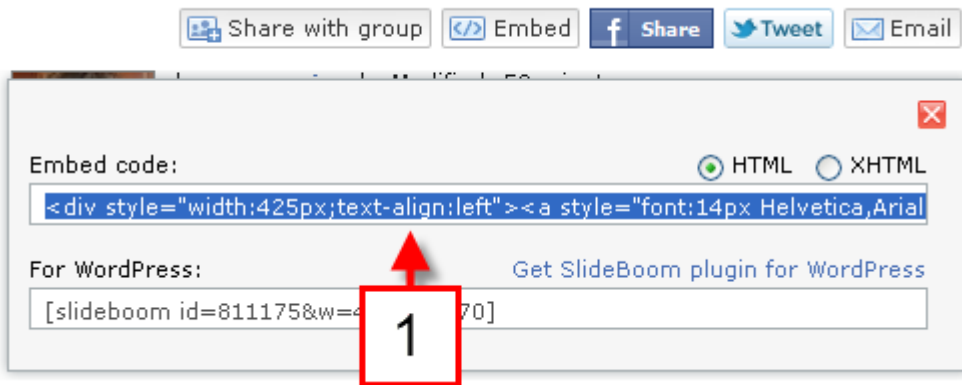 Share with group Embed f Share Tweet Email
Embed code: HTML XHTML
<div style="width:425px;text-align:left"><a style="font:14px Helvetica,Arial
For WordPress: Get SlideBoom plugin for WordPress
[slideboom id=811175&w=4 70]
1